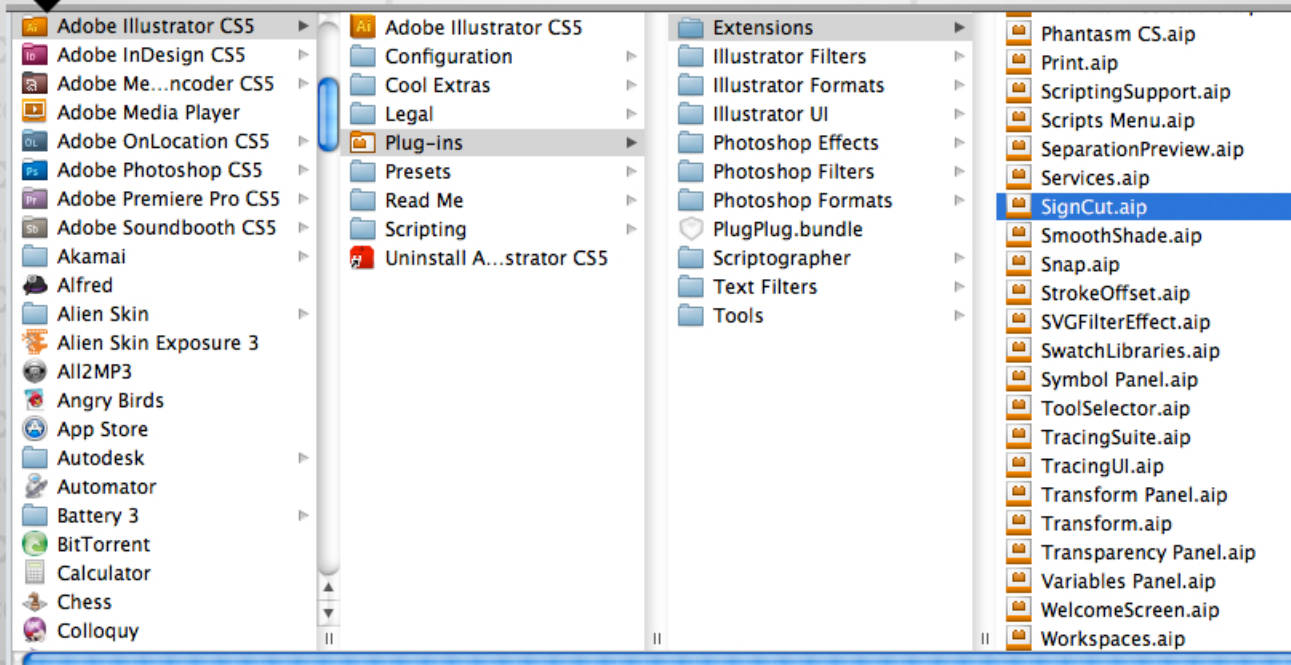 Adobe Illustrator CS5
Adobe InDesign CS5
Adobe Me...ncoder CS5
Adobe Media Player
Adobe OnLocation CS5
Adobe Photoshop CS5
Adobe Premiere Pro CS5
Adobe Soundbooth CS5
Akamai
Alfred
Alien Skin
Alien Skin Exposure 3
All2MP3
Angry Birds
App Store
Autodesk
Automator
Battery 3
BitTorrent
Calculator
Chess
Colloquy
Adobe Illustrator CS5
Configuration
Cool Extras
Legal
Plug-ins
Presets
Read Me
Scripting
Uninstall A...strator CS5
Extensions
Illustrator Filters
Illustrator Formats
Illustrator UI
Photoshop Effects
Photoshop Filters
Photoshop Formats
PlugPlug.bundle
Scriptographer
Text Filters
Tools
Phantasm CS.aip
Print.aip
ScriptingSupport.aip
Scripts Menu.aip
SeparationPreview.aip
Services.aip
SignCut.aip
SmoothShade.aip
Snap.aip
StrokeOffset.aip
SVGFilterEffect.aip
SwatchLibraries.aip
Symbol Panel.aip
ToolSelector.aip
TracingSuite.aip
TracingUI.aip
Transform Panel.aip
Transform.aip
Transparency Panel.aip
Variables Panel.aip
WelcomeScreen.aip
Workspaces.aip